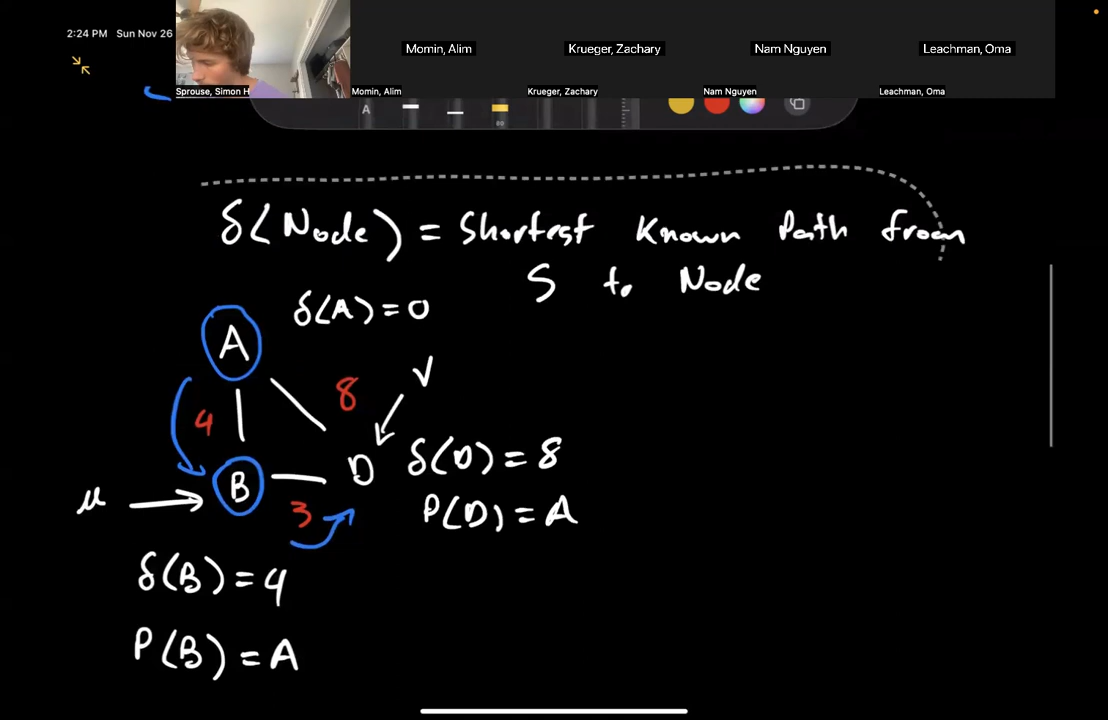 2:24 PM Sun Nov 26
Momin, Alim
Krueger, Zachary
Nam Nguyen
Leachman, Oma
Sprouse, Simon H
Momin, Alim
Krueger, Zachary
Nam Nguyen
Leachman, Oma
A
80
δ(Node) = Shortest Known Path from
S to Node
δ(A) = 0
A
8
v
4
D
δ(D) = 8
B
μ
3
P(D) = A
δ(B) = 4
P(B) = A